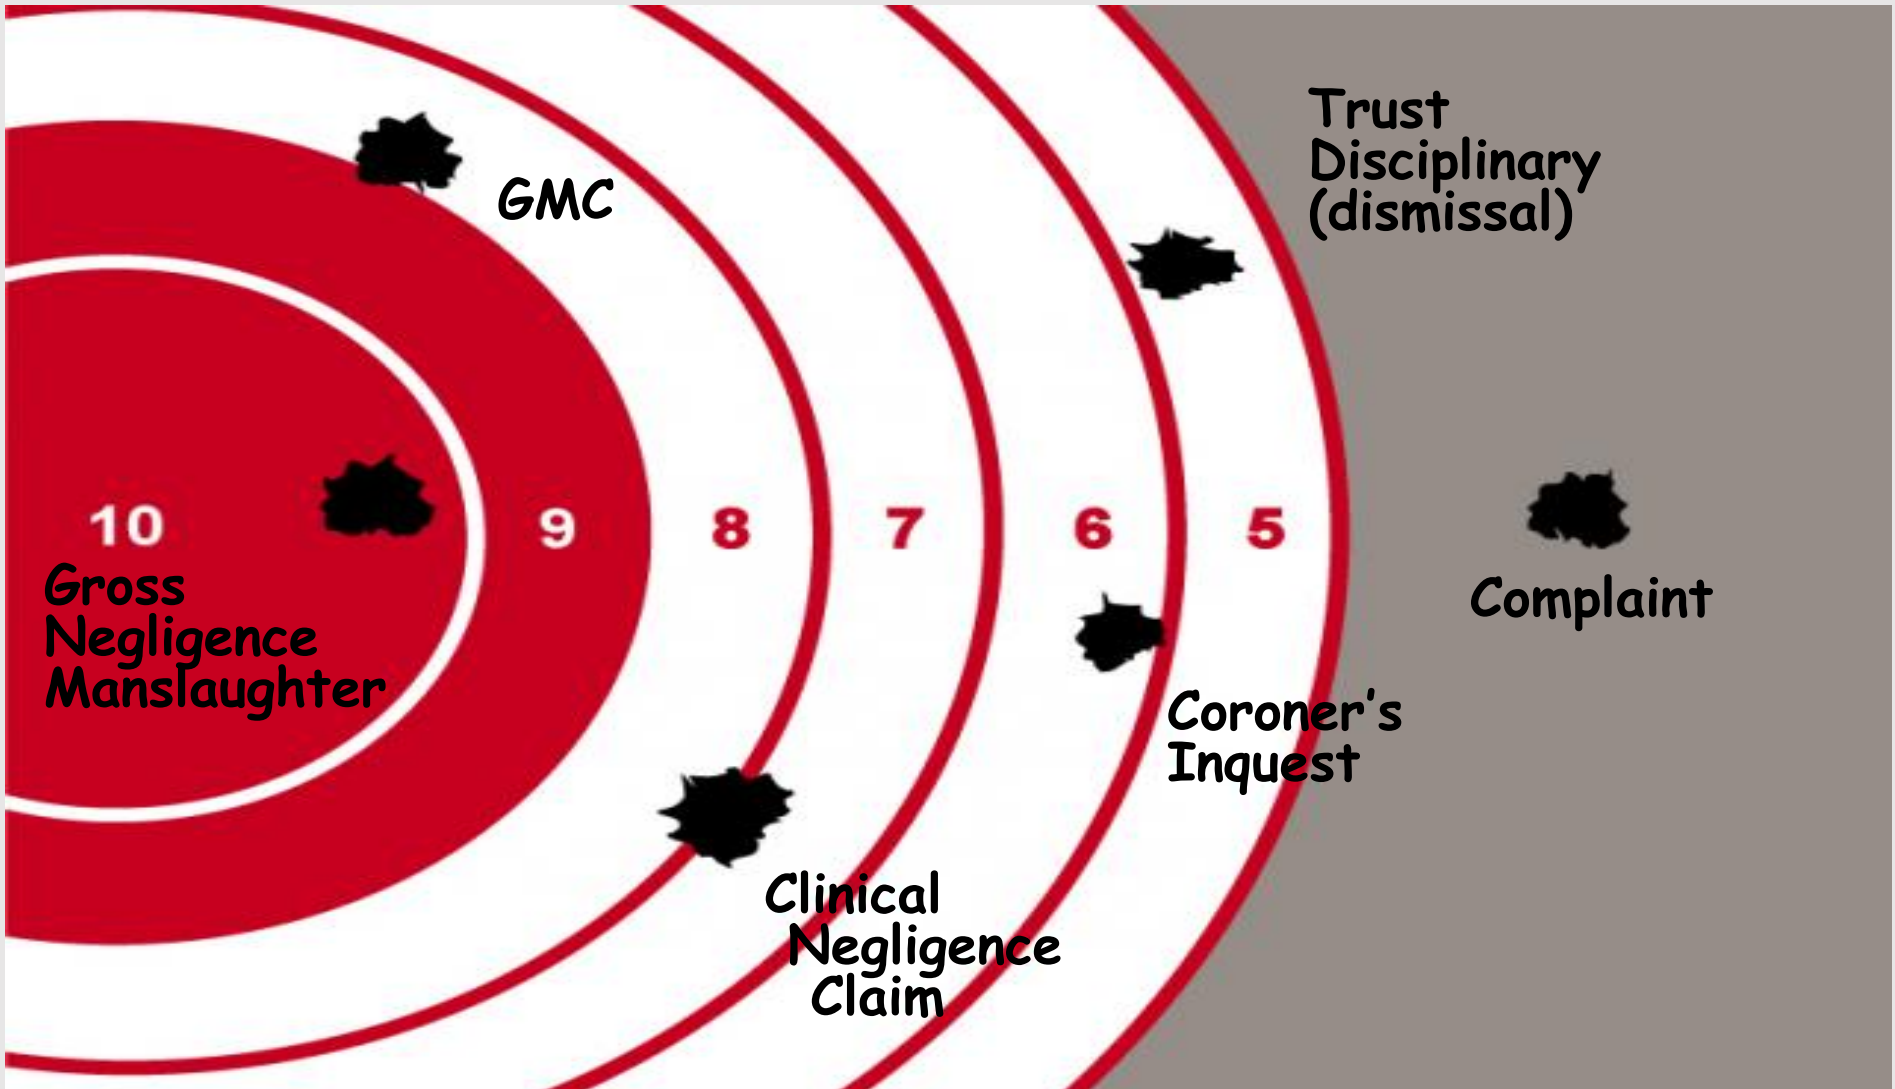 Trust
Disciplinary
(dismissal)
GMC
10 9 8 7 6 5
Gross
Negligence
Manslaughter
Complaint
Coroner's
Inquest
Clinical
Negligence
Claim